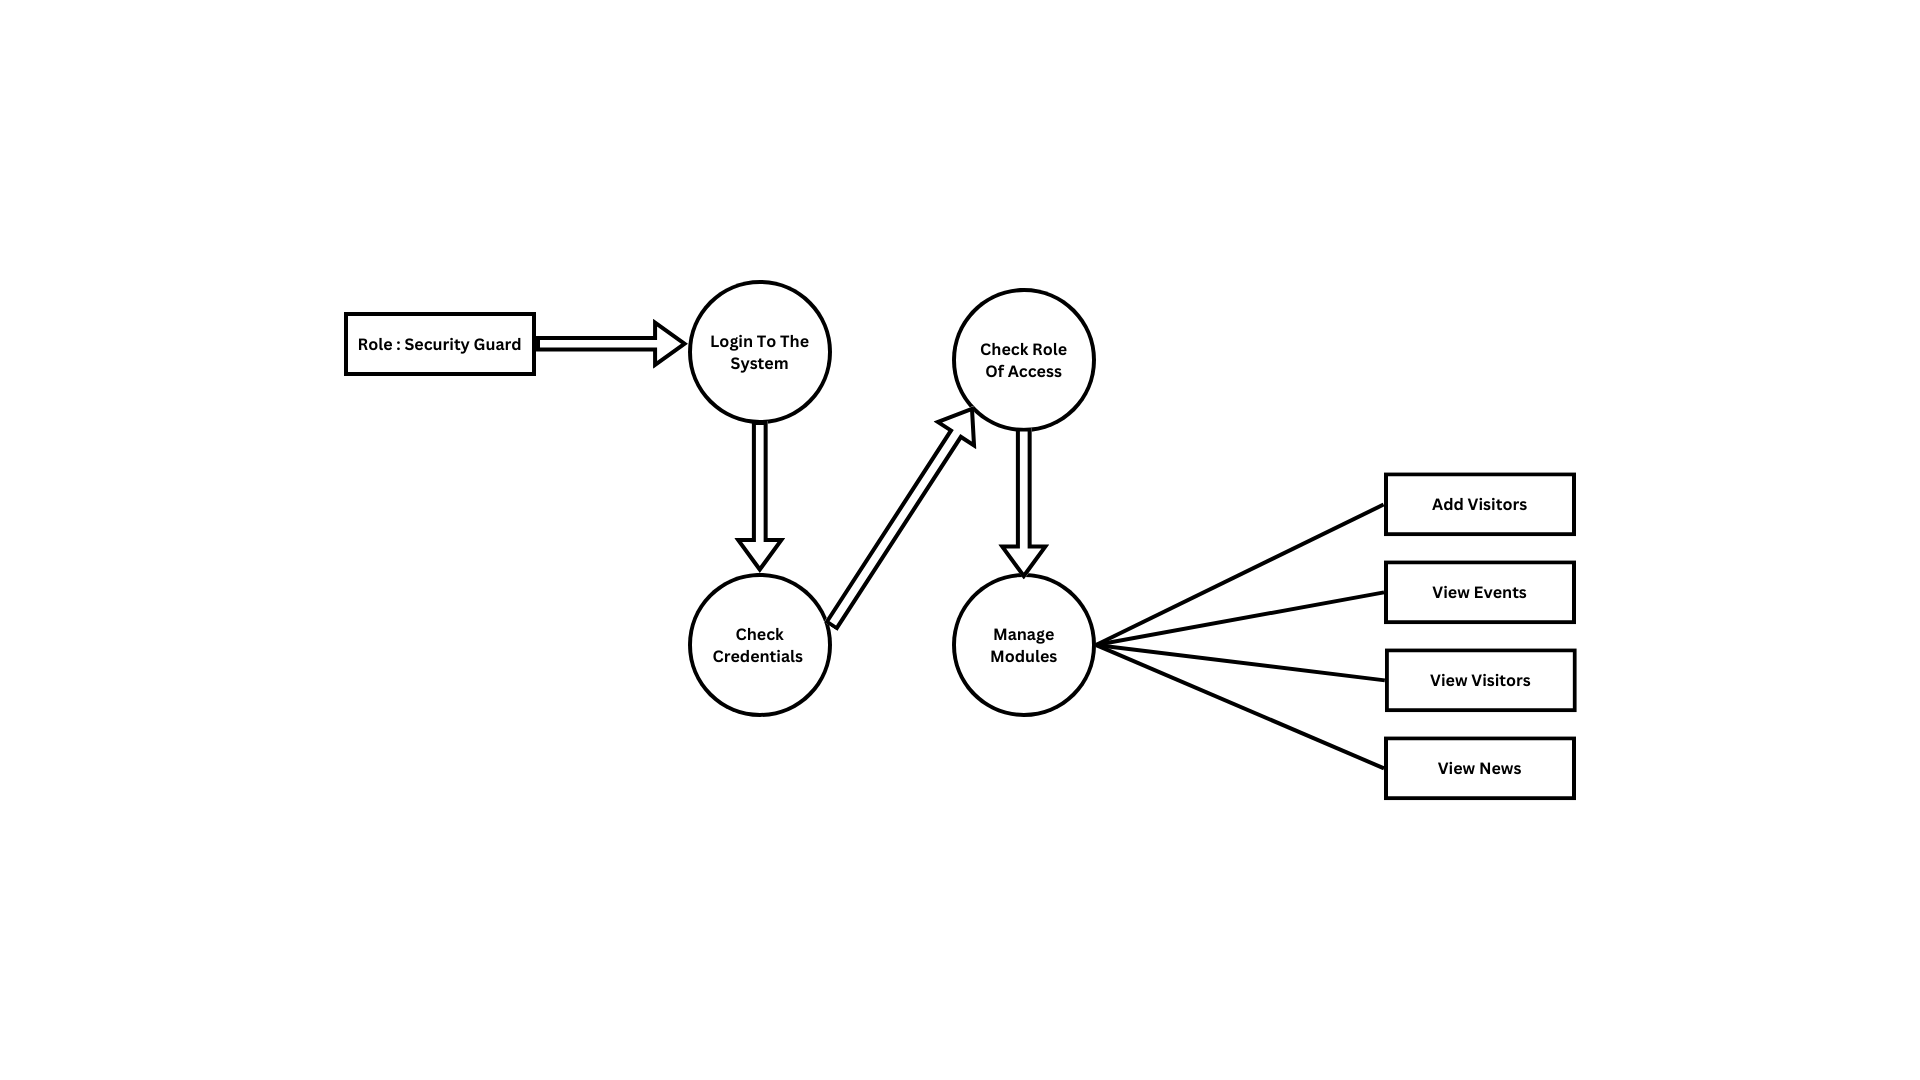 Role : Security Guard
Login To The
System
Check Role
Of Access
Check
Credentials
Manage
Modules
Add Visitors
View Events
View Visitors
View News